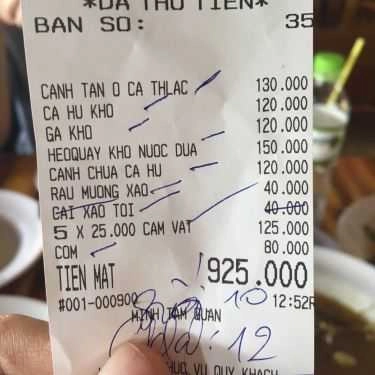 *DA THU TIEN*
BAN SO: 35
CANH TAN O CA THLAC 130.000
CA HU KHO 120.000
GA KHO 120.000
HEOQUAY KHO NUOC DUA 150.000
CANH CHUA CA HU 120.000
RAU MUONG XAO 40.000
CAI XAO TOI 40.000
5 X 25.000 CAM VAT 125.000
COM 80.000
TIEN MAT 925.000
#001-000900 10 12:52P
MINH TAM QUAN
12
QUY KHACH